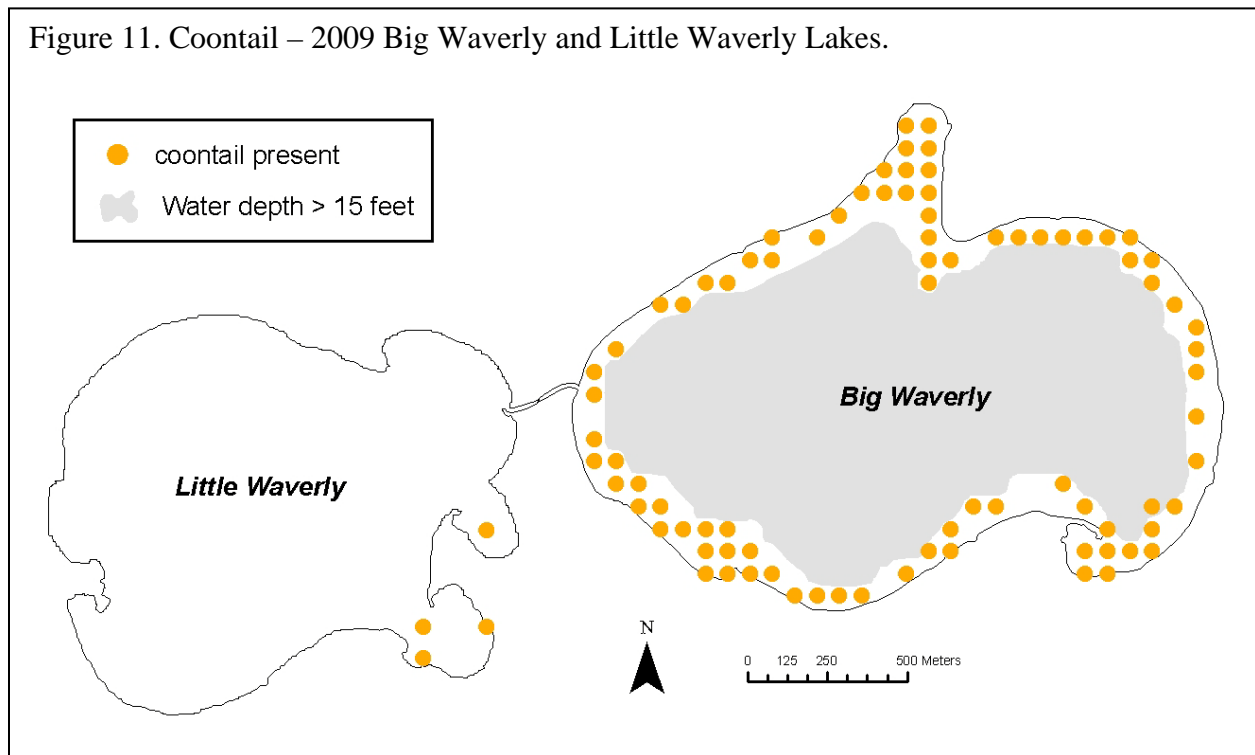 Figure 11. Coontail – 2009 Big Waverly and Little Waverly Lakes.
coontail present
Water depth > 15 feet
Big Waverly
Little Waverly
N
0 125 250 500 Meters